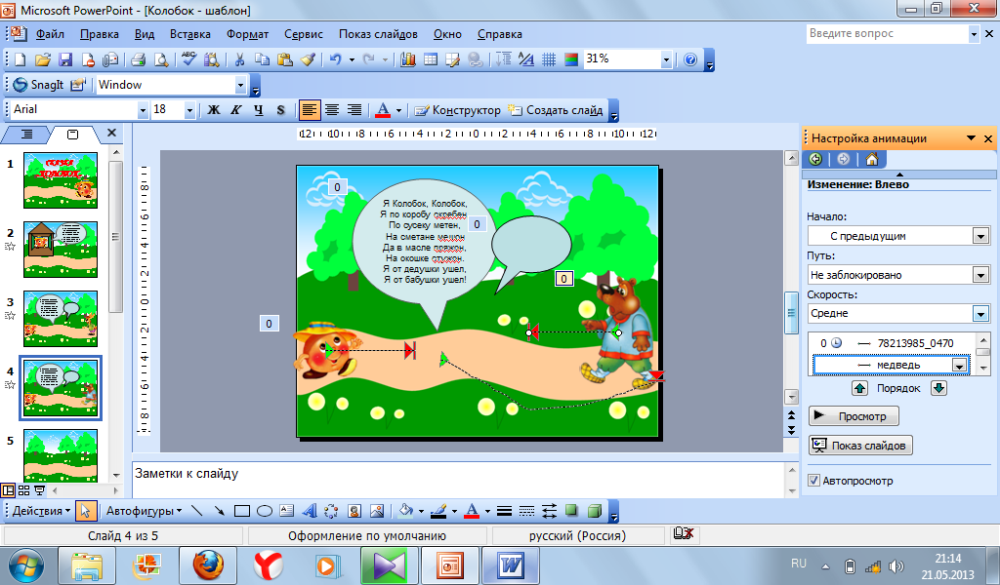 Microsoft PowerPoint - [Колобок - шаблон]
Файл Правка Вид Вставка Формат Сервис Показ слайдов Окно Справка
Введите вопрос
31%
SnagIt Window
Arial 18 Ж К Ч S А Конструктор Создать слайд
12 10 8 6 4 2 0 2 4 6 8 10 12
Настройка анимации
Изменение: Влево
Начало:
С предыдущим
Путь:
Не заблокировано
Скорость:
Средне
0 78213985_0470
медведь
Порядок
Просмотр
Показ слайдов
Автопросмотр
1
2
3
4
5
0
Я Колобок, Колобок,
Я по коробу скребен
По сусеку метен,
На сметане мешон
Да в масле пряжон,
На окошке стужон.
Я от дедушки ушел,
Я от бабушки ушел!
0
0
0
Заметки к слайду
Действия Автофигуры
Слайд 4 из 5
Оформление по умолчанию
русский (Россия)
RU
21:14
21.05.2013